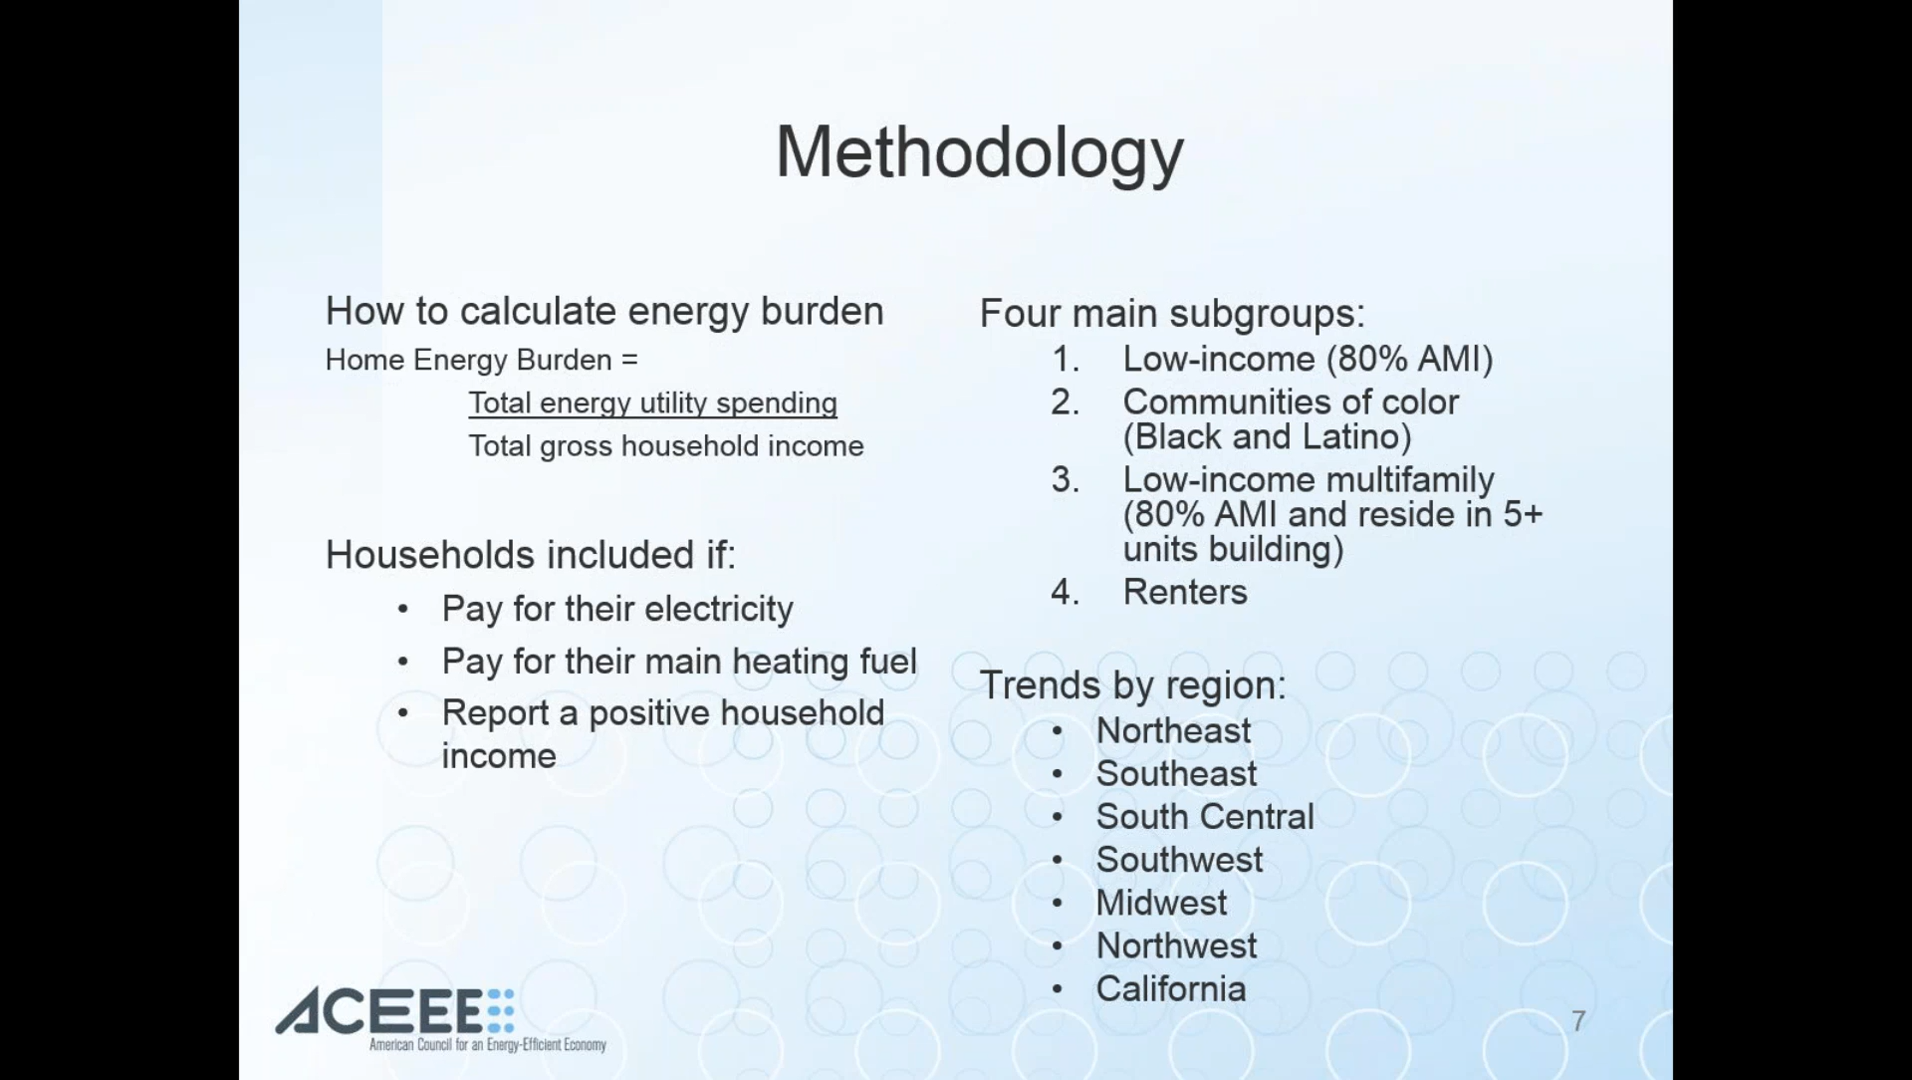 Methodology
How to calculate energy burden
Home Energy Burden =
Total energy utility spending
Total gross household income
Households included if:
• Pay for their electricity
• Pay for their main heating fuel
• Report a positive household
income
Four main subgroups:
1. Low-income (80% AMI)
2. Communities of color
(Black and Latino)
3. Low-income multifamily
(80% AMI and reside in 5+
units building)
4. Renters
Trends by region:
• Northeast
• Southeast
• South Central
• Southwest
• Midwest
• Northwest
• California
ACEEE
American Council for an Energy-Efficient Economy
7